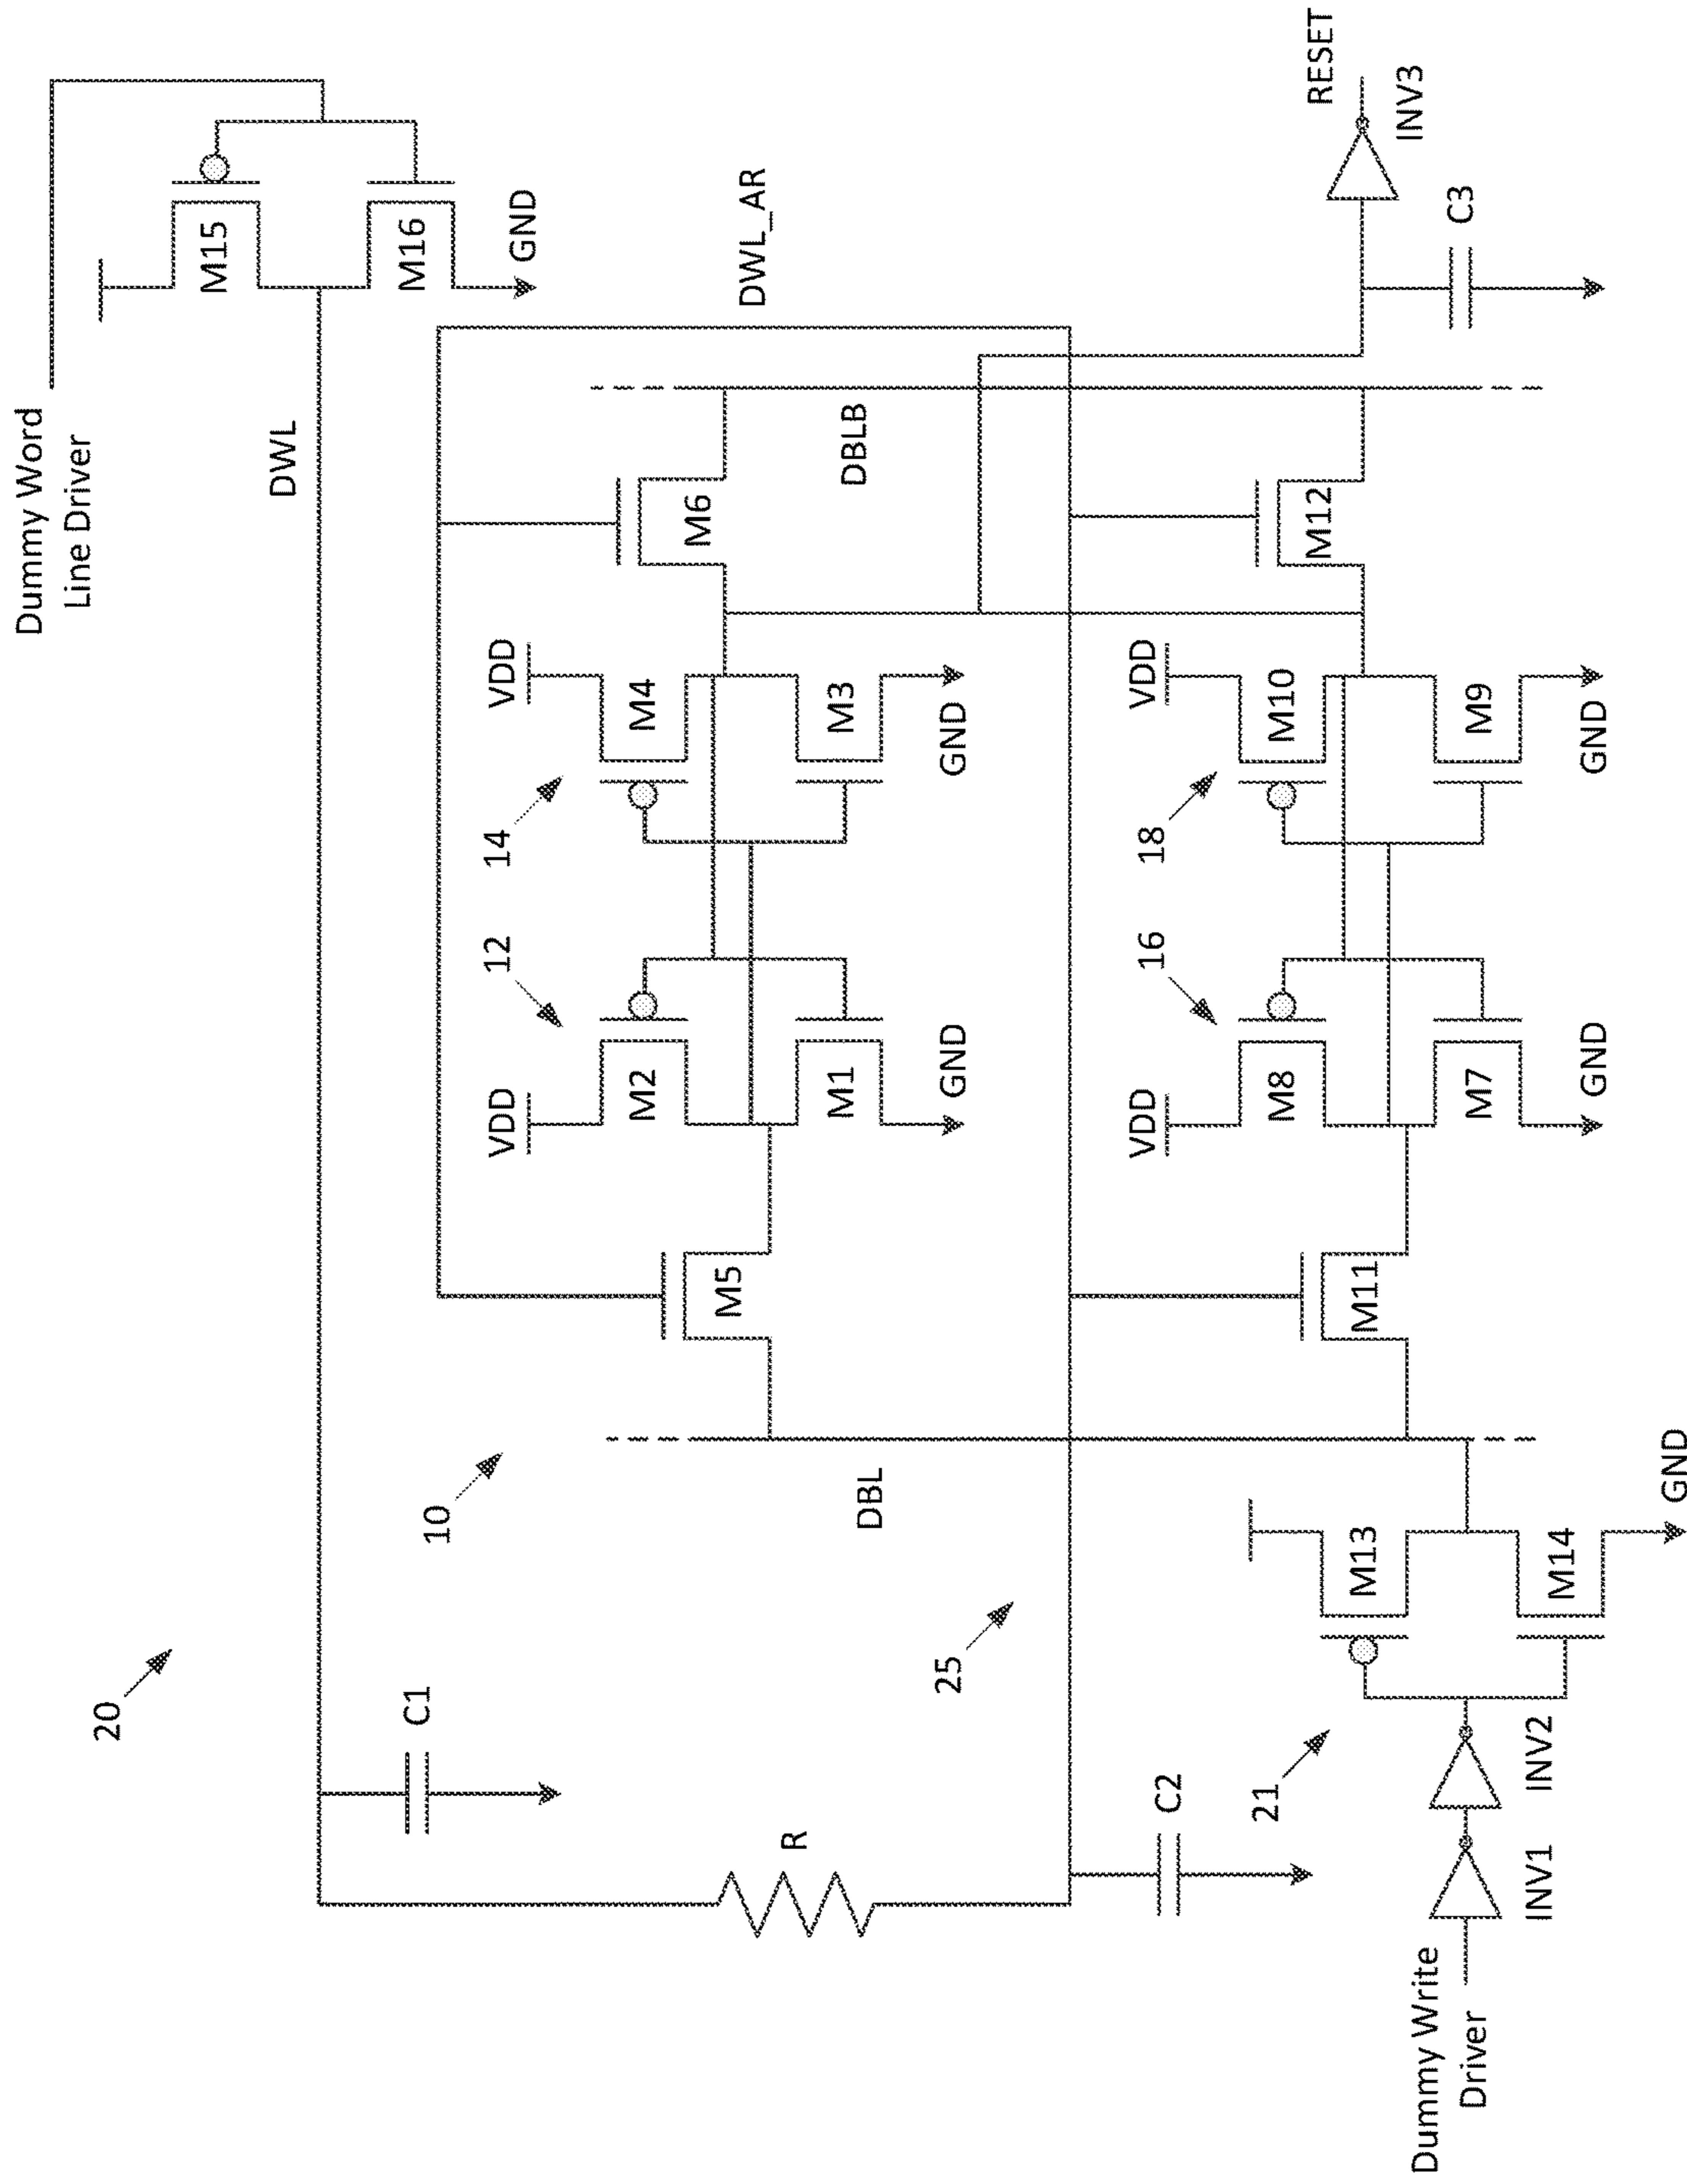 Dummy Word
Line Driver
DWL
M15
M16
GND
DWL_AR
RESET
INV3
C3
20
10
25
C1
R
C2
VDD
12
14
VDD
M5
M2
M1
GND
M4
M3
GND
M6
DBL
DBLB
VDD
16
18
VDD
M11
M8
M7
GND
M10
M9
GND
M12
21
M13
M14
GND
Dummy Write
Driver
INV1
INV2